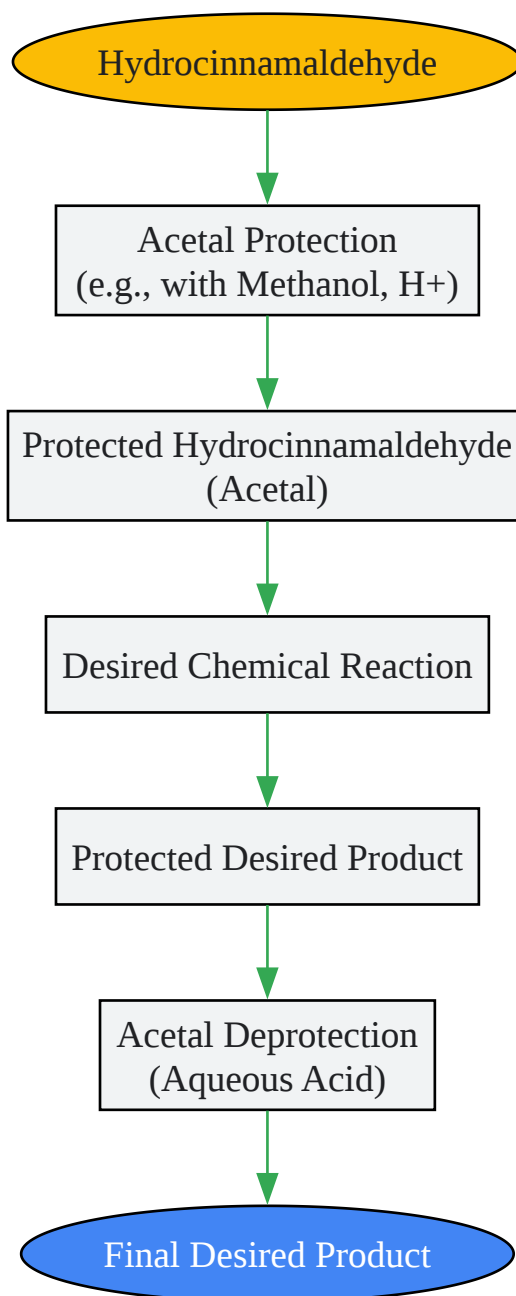 Hydrocinnamaldehyde
Acetal Protection
(e.g., with Methanol, H+)
Protected Hydrocinnamaldehyde
(Acetal)
Desired Chemical Reaction
Protected Desired Product
Acetal Deprotection
(Aqueous Acid)
Final Desired Product